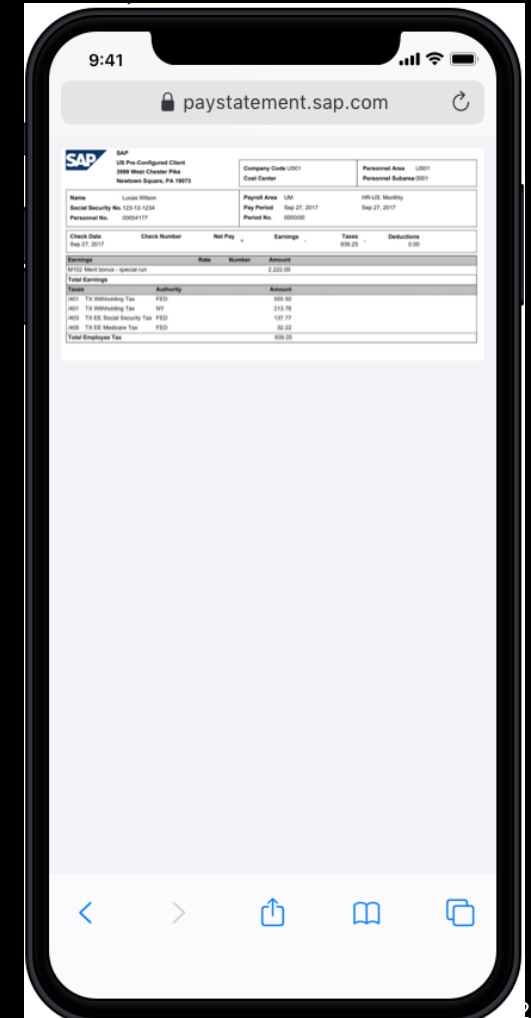 9:41
paystatement.sap.com
SAP
SAP
US Pre-Configured Client
3999 West Chester Pike
Newtown Square, PA 19073
Company Code US01
Cost Center
Personnel Area US01
Personnel Subarea 0001
Name Lucas Wilson
Social Security No. 123-12-1234
Personnel No. 00004177
Payroll Area UM
Pay Period Sep 27, 2017
Period No. 0000/00
HR-US: Monthly
Sep 27, 2017
Check Date Check Number Net Pay = Earnings - Taxes - Deductions
Sep 27, 2017 939.25 0.00
Earnings Rate Number Amount
M102 Merit bonus - special run 2,222.00
Total Earnings
Taxes Authority Amount
/401 TX Withholding Tax FED 555.50
/401 TX Withholding Tax NY 213.76
/403 TX EE Social Security Tax FED 137.77
/405 TX EE Medicare Tax FED 32.22
Total Employee Tax 939.25